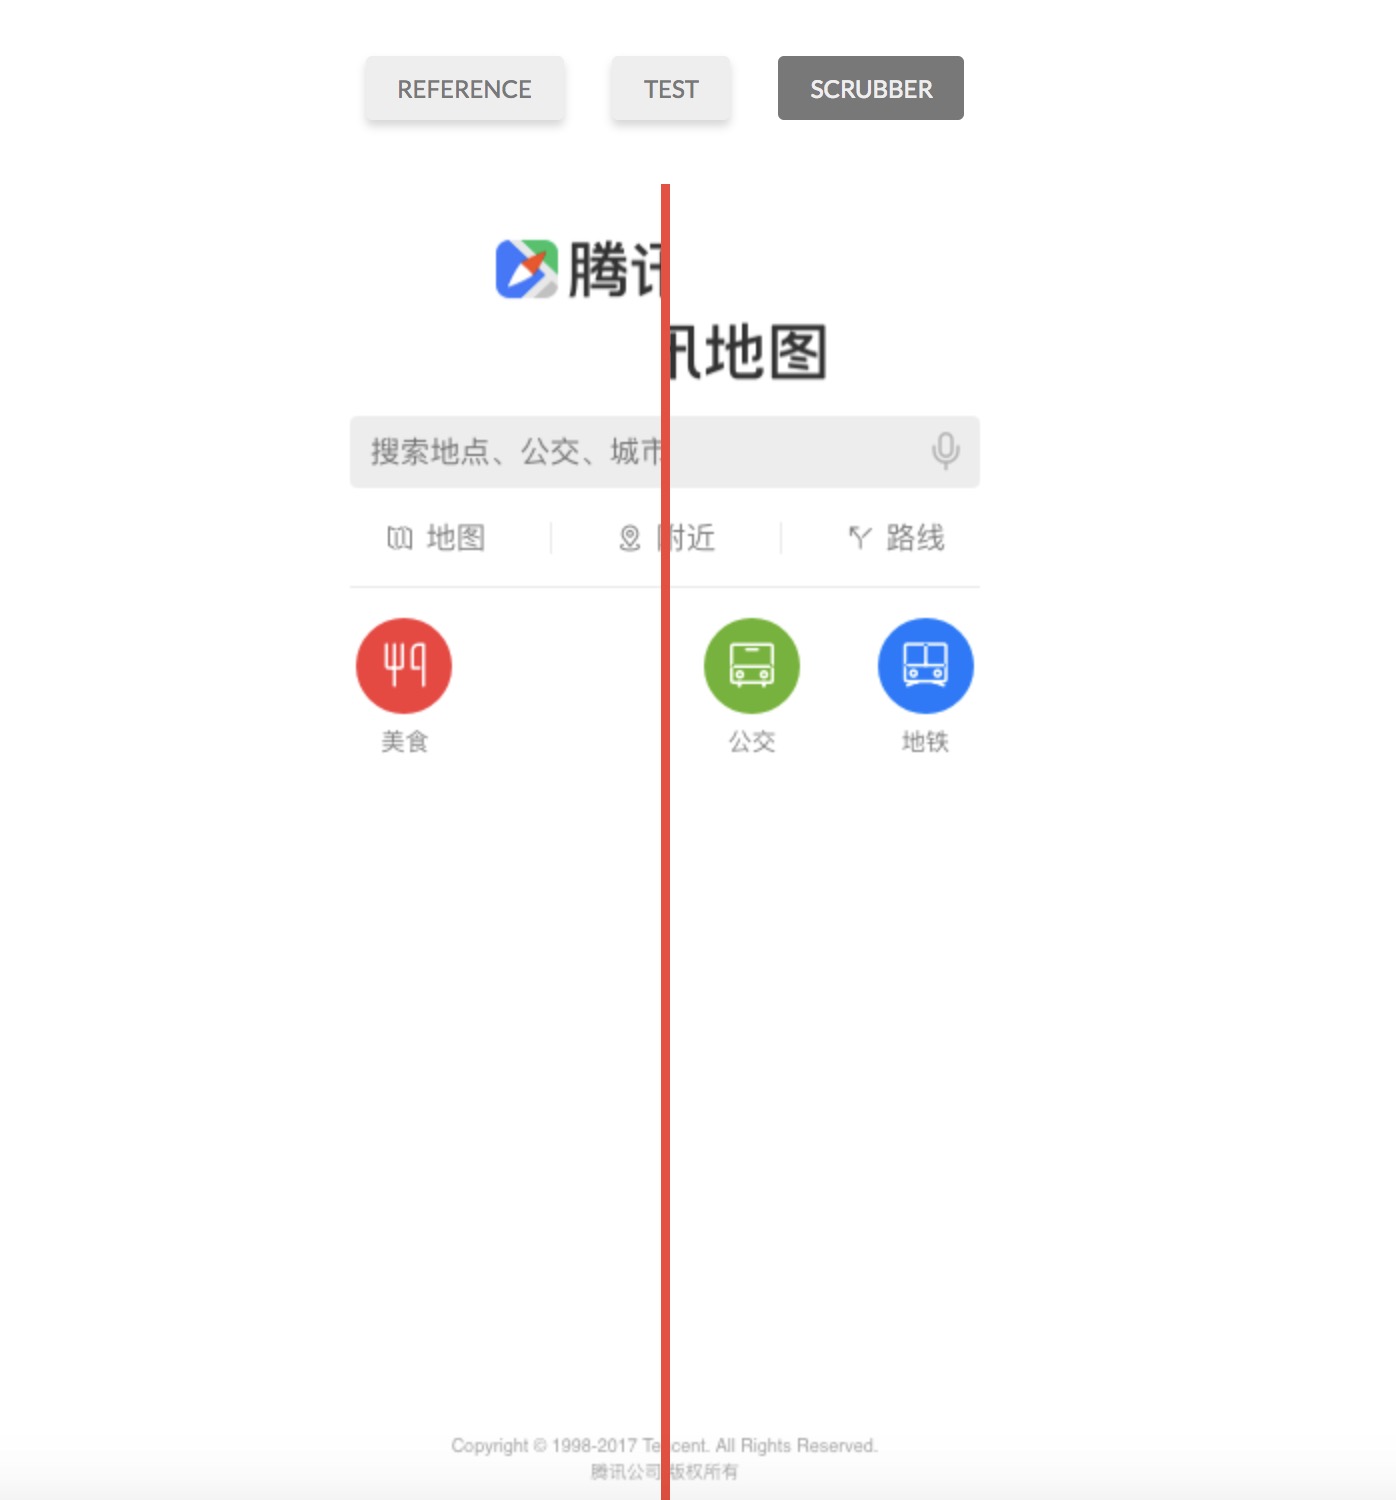 REFERENCE TEST SCRUBBER
腾讯
讯地图
搜索地点、公交、城市
地图 附近 路线
美食 公交 地铁
Copyright © 1998-2017 Tencent. All Rights Reserved.
腾讯公司 版权所有